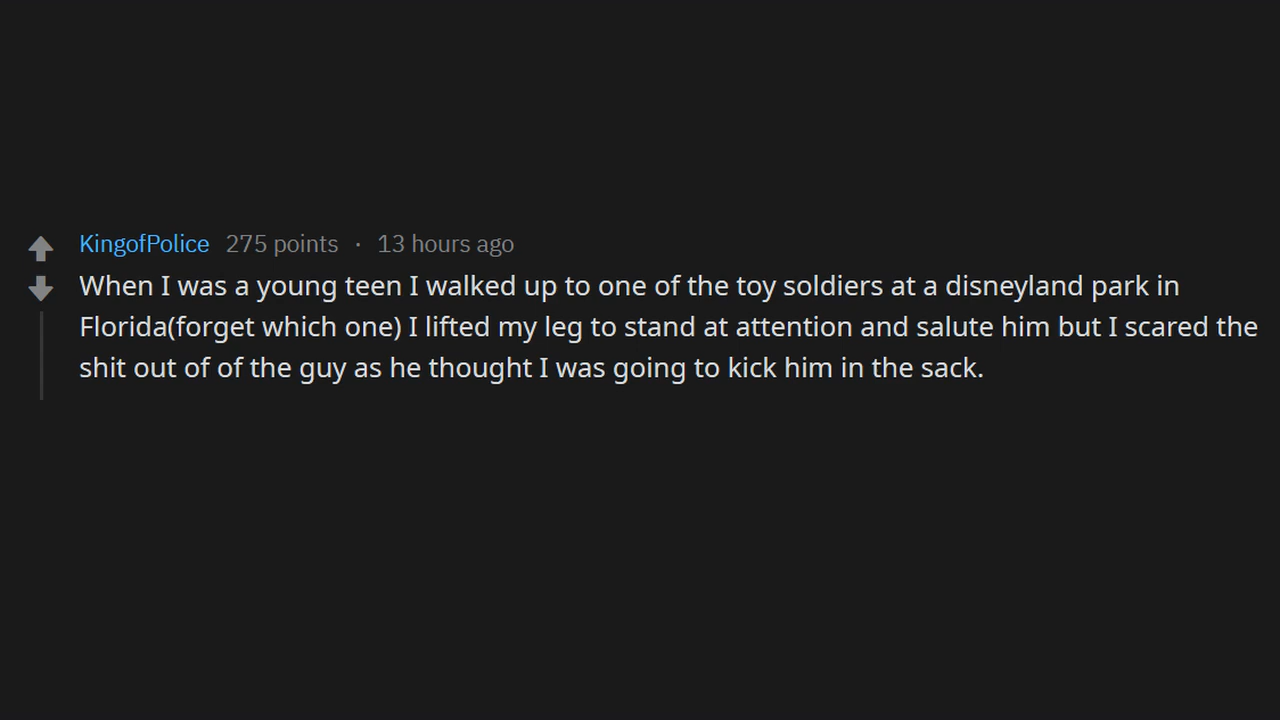 KingofPolice 275 points · 13 hours ago
When I was a young teen I walked up to one of the toy soldiers at a disneyland park in
Florida(forget which one) I lifted my leg to stand at attention and salute him but I scared the
shit out of of the guy as he thought I was going to kick him in the sack.